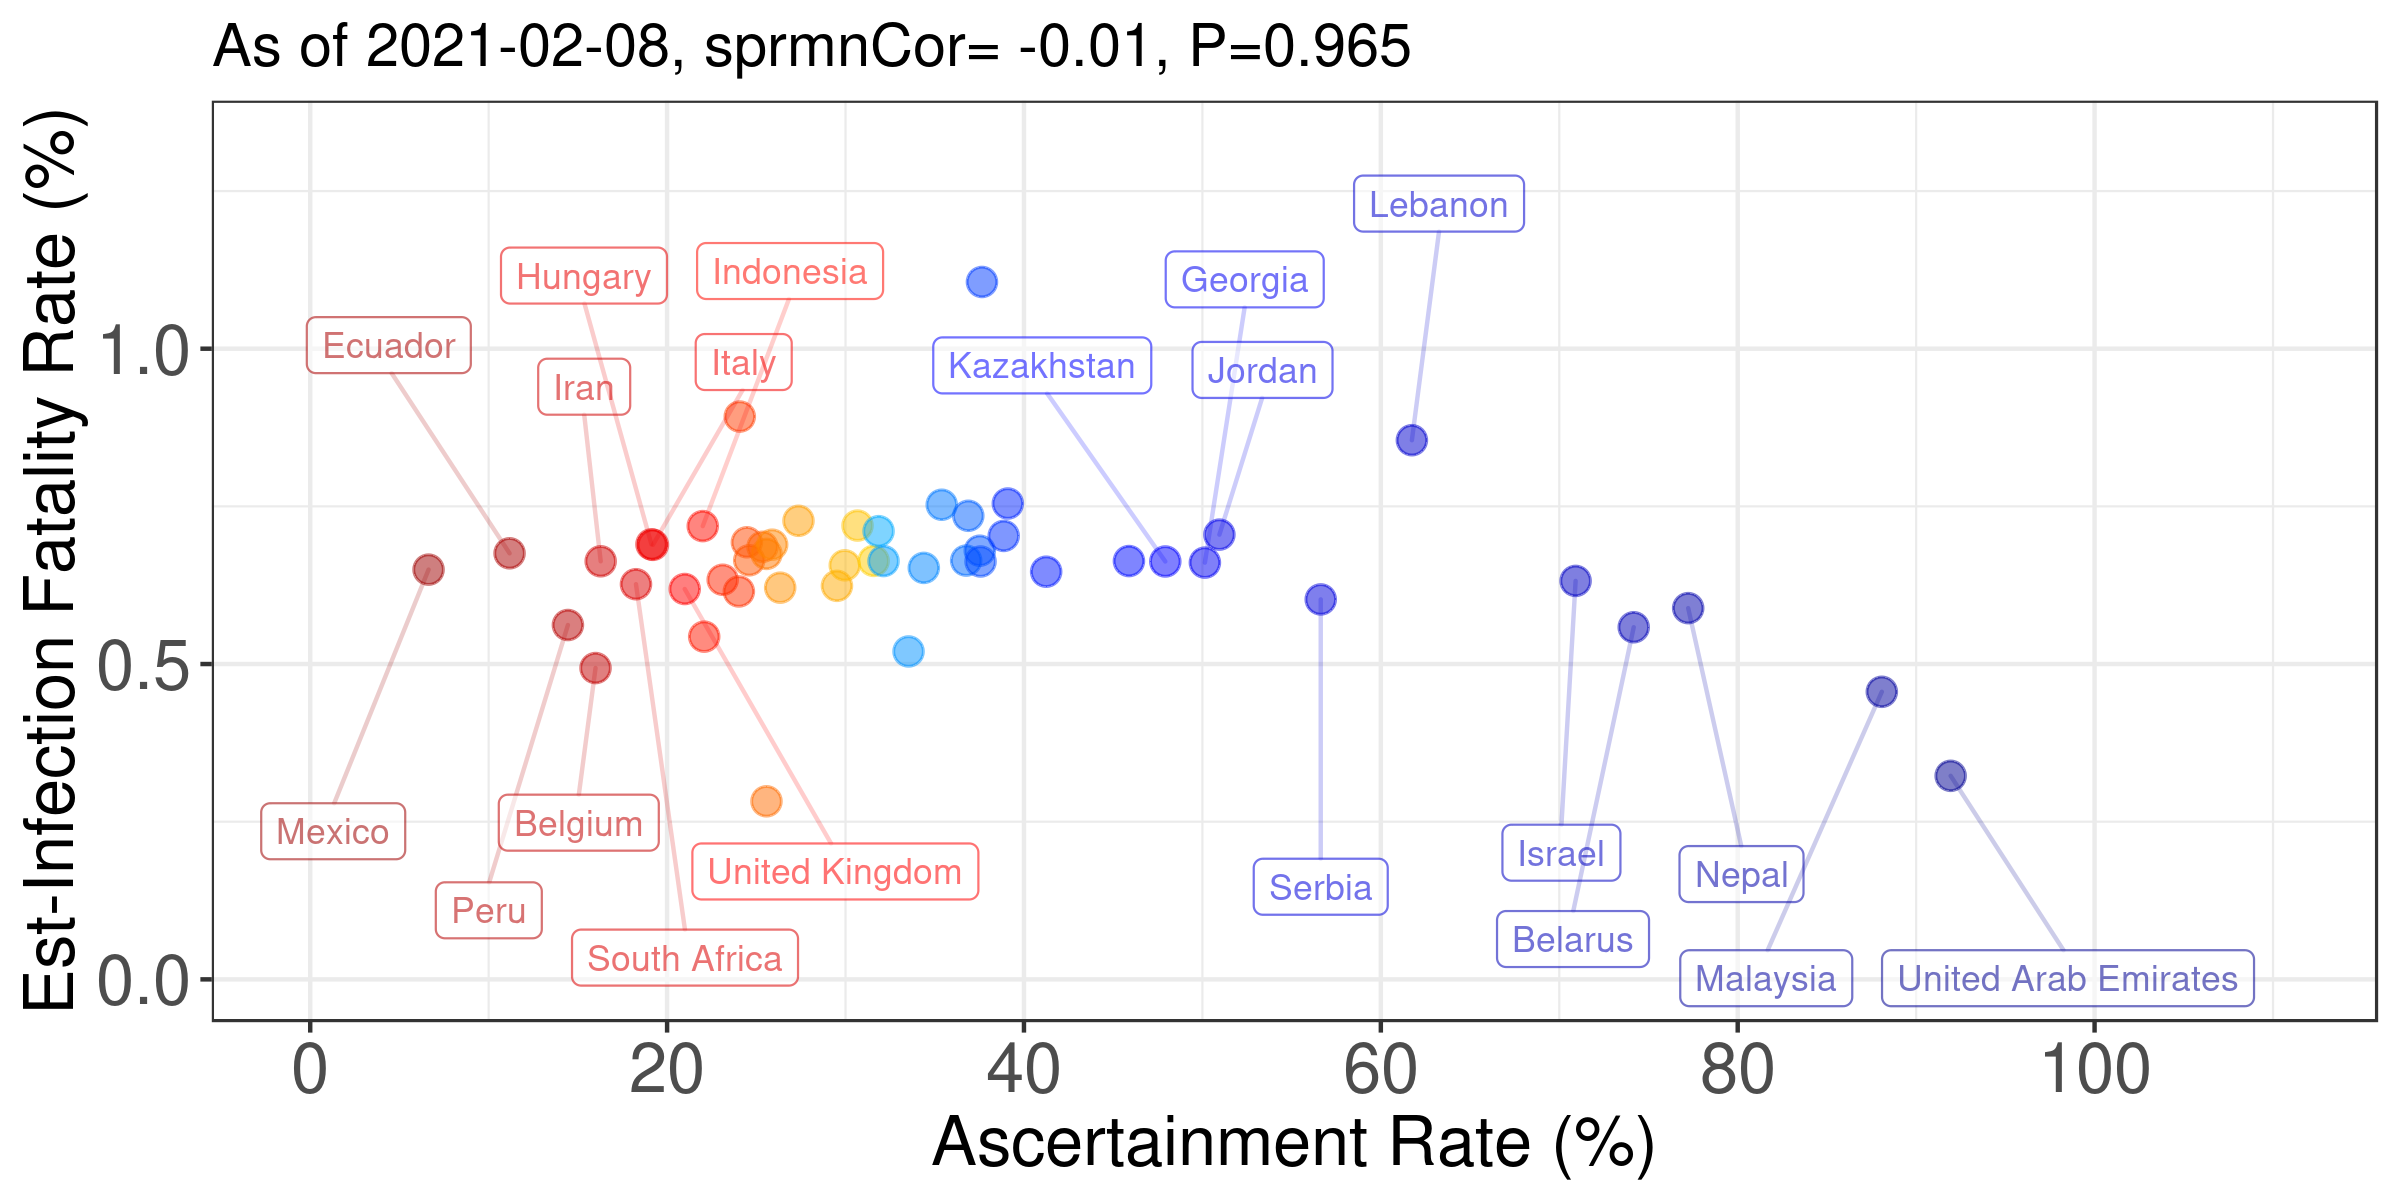 As of 2021-02-08, sprmnCor= -0.01, P=0.965
Est-Infection Fatality Rate (%)
1.0
0.5
0.0
Lebanon
Hungary
Indonesia
Georgia
Ecuador
Iran
Italy
Kazakhstan
Jordan
Mexico
Belgium
Peru
United Kingdom
South Africa
Serbia
Israel
Nepal
Belarus
Malaysia
United Arab Emirates
0
20
40
60
80
100
Ascertainment Rate (%)